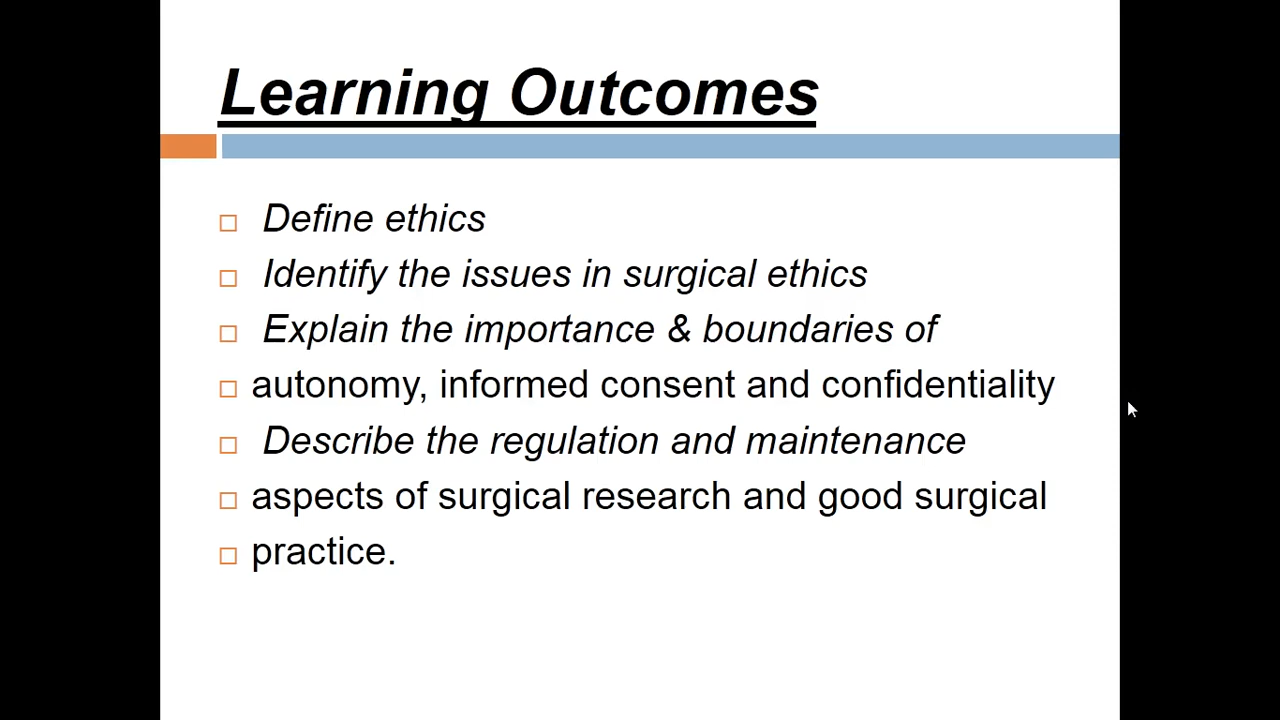 Learning Outcomes
Define ethics
Identify the issues in surgical ethics
Explain the importance & boundaries of
autonomy, informed consent and confidentiality
Describe the regulation and maintenance
aspects of surgical research and good surgical
practice.